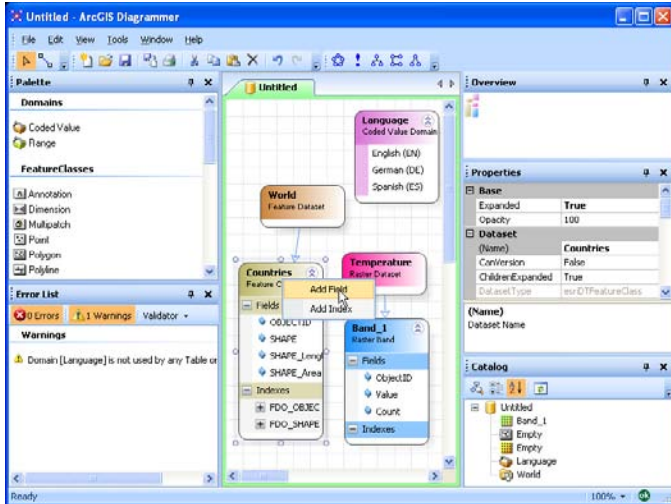 Untitled - ArcGIS Diagrammer
File Edit View Tools Window Help
Palette
Domains
Coded Value
Range
FeatureClasses
Annotation
Dimension
Multipatch
Point
Polygon
Polyline
Error List
0 Errors 1 Warnings Validator
Warnings
Domain [Language] is not used by any Table or
Untitled
Language
Coded Value Domain
English (EN)
German (DE)
Spanish (ES)
World
Feature Dataset
Countries
Feature C
Fields
OBJECTID
SHAPE
SHAPE_Lengt
SHAPE_Area
Indexes
FDO_OBJEC
FDO_SHAPE
Add Field
Add Index
Temperature
Raster Dataset
Band_1
Raster Band
Fields
ObjectID
Value
Count
Indexes
Overview
Properties
Base
Expanded True
Opacity 100
Dataset
(Name) Countries
CanVersion False
ChildrenExpanded True
DatasetType esriDTFeatureClass
(Name)
Dataset Name
Catalog
Untitled
Band_1
Empty
Empty
Language
World
Ready
100%
ok